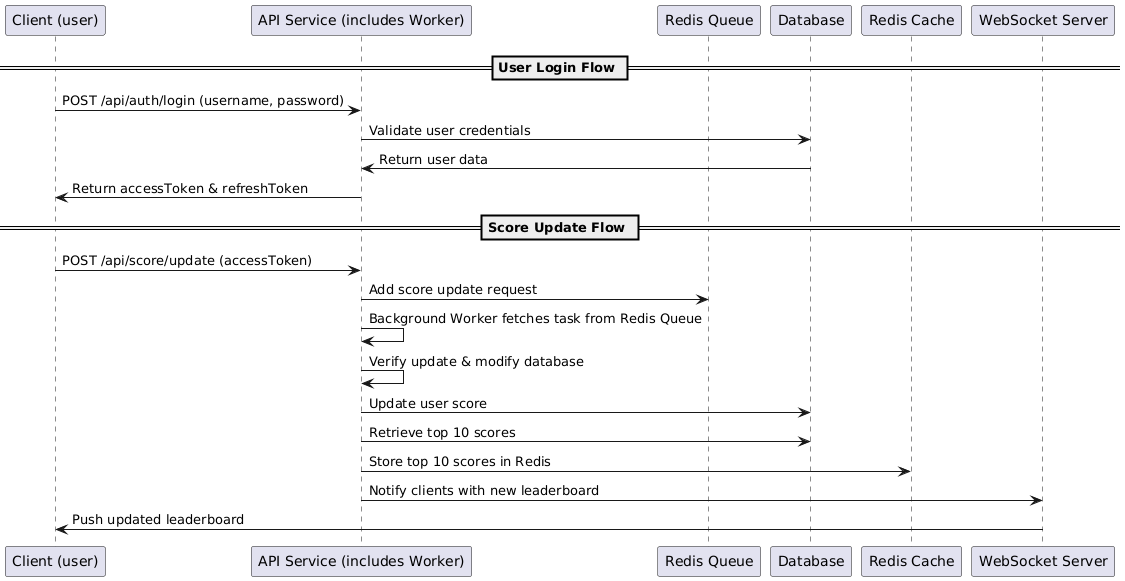 Client (user)
API Service (includes Worker)
Redis Queue
Database
Redis Cache
WebSocket Server
User Login Flow
POST /api/auth/login (username, password)
Validate user credentials
Return user data
Return accessToken & refreshToken
Score Update Flow
POST /api/score/update (accessToken)
Add score update request
Background Worker fetches task from Redis Queue
Verify update & modify database
Update user score
Retrieve top 10 scores
Store top 10 scores in Redis
Notify clients with new leaderboard
Push updated leaderboard
Client (user)
API Service (includes Worker)
Redis Queue
Database
Redis Cache
WebSocket Server